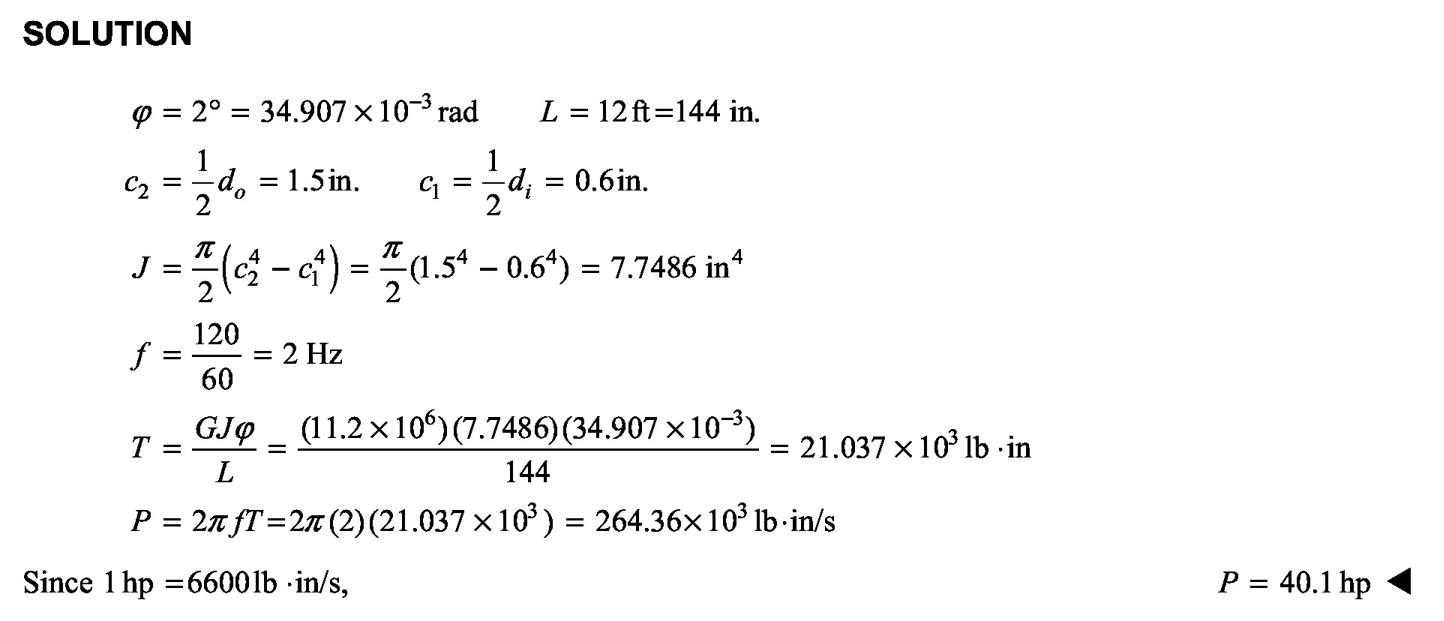 SOLUTION
φ = 2° = 34.907 × 10⁻³ rad L = 12 ft=144 in.
c₂ = 1/2 dₒ = 1.5 in. c₁ = 1/2 dᵢ = 0.6 in.
J = π/2 (c₂⁴ − c₁⁴) = π/2 (1.5⁴ − 0.6⁴) = 7.7486 in⁴
f = 120/60 = 2 Hz
T = GJφ/L = (11.2 × 10⁶)(7.7486)(34.907 × 10⁻³)/144 = 21.037 × 10³ lb ⋅ in
P = 2π fT=2π (2)(21.037 × 10³) = 264.36× 10³ lb⋅in/s
Since 1 hp =6600 lb ⋅in/s, P = 40.1 hp ◀